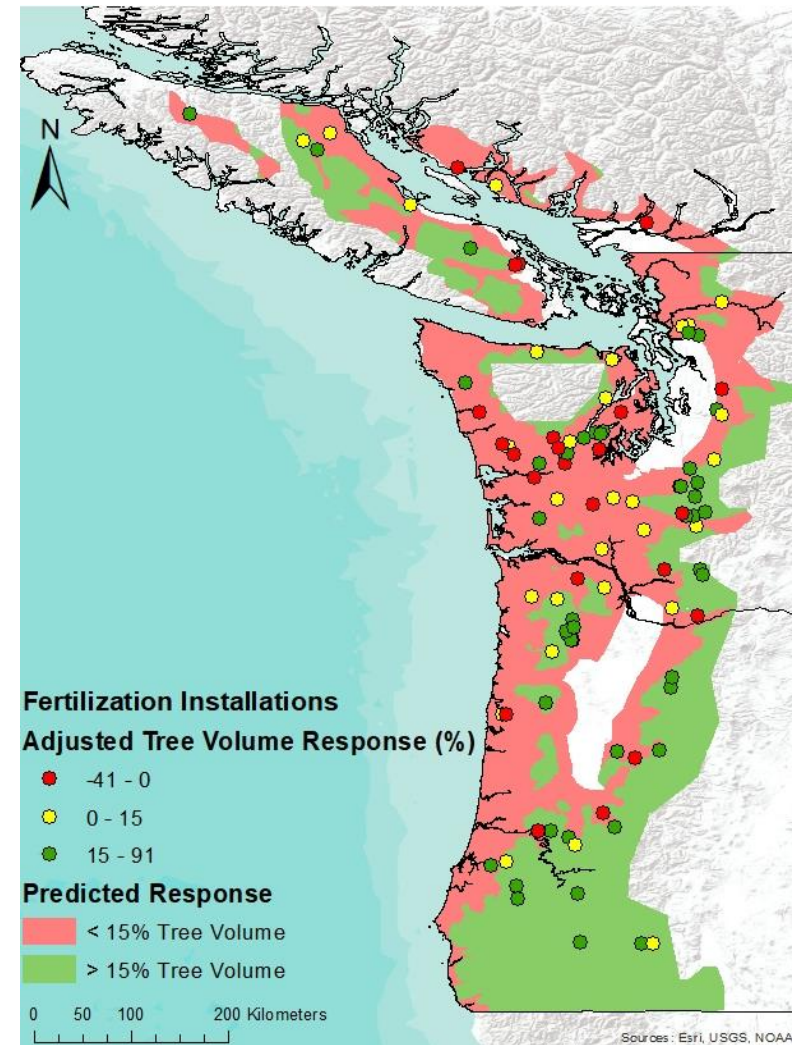 N
Fertilization Installations
Adjusted Tree Volume Response (%)
-41 - 0
0 - 15
15 - 91
Predicted Response
< 15% Tree Volume
> 15% Tree Volume
0 50 100 200 Kilometers
Sources: Esri, USGS, NOAA